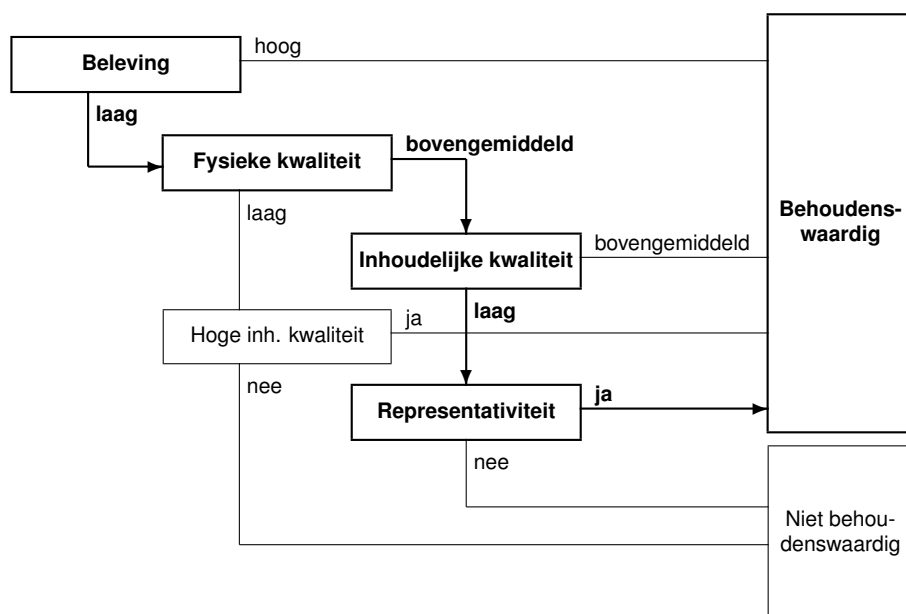 hoog
Beleving
laag
bovengemiddeld
Fysieke kwaliteit
laag
Behoudens-
waardig
bovengemiddeld
Inhoudelijke kwaliteit
laag
ja
Hoge inh. kwaliteit
nee
ja
Representativiteit
nee
Niet behou-
denswaardig